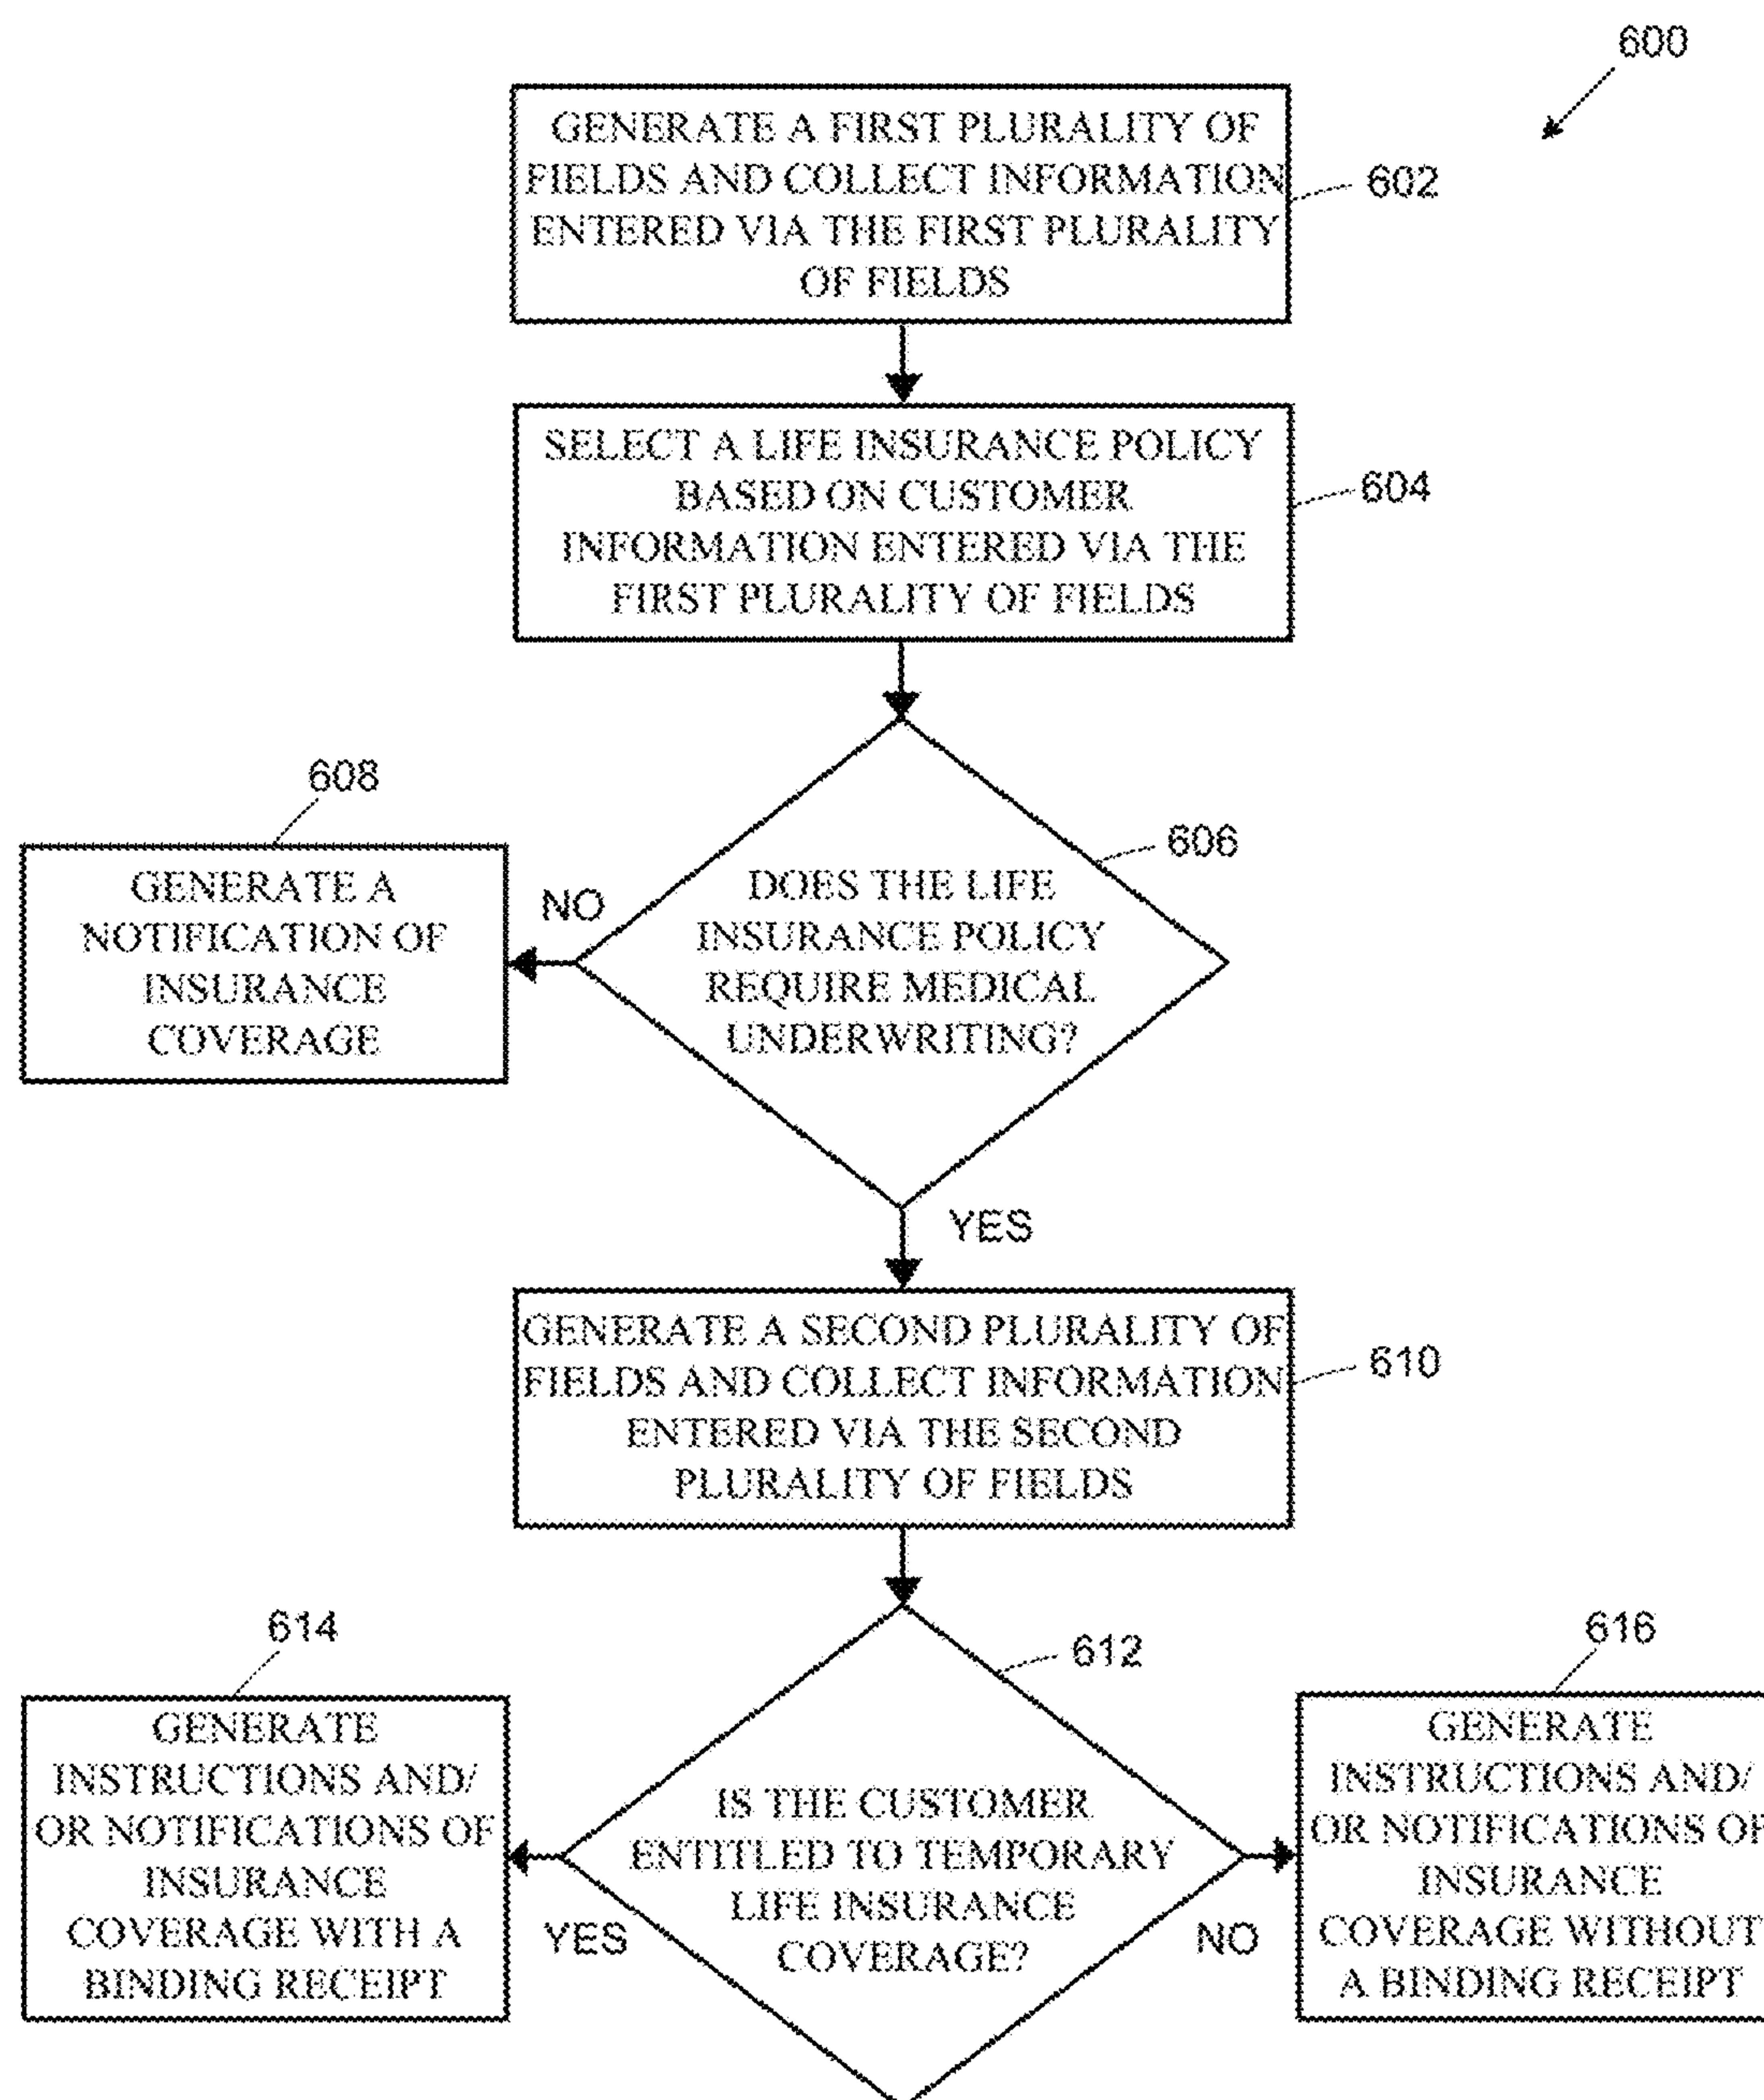 600
GENERATE A FIRST PLURALITY OF
FIELDS AND COLLECT INFORMATION
ENTERED VIA THE FIRST PLURALITY
OF FIELDS
602
SELECT A LIFE INSURANCE POLICY
BASED ON CUSTOMER
INFORMATION ENTERED VIA THE
FIRST PLURALITY OF FIELDS
604
606
DOES THE LIFE
INSURANCE POLICY
REQUIRE MEDICAL
UNDERWRITING?
NO
608
GENERATE A
NOTIFICATION OF
INSURANCE
COVERAGE
YES
GENERATE A SECOND PLURALITY OF
FIELDS AND COLLECT INFORMATION
ENTERED VIA THE SECOND
PLURALITY OF FIELDS
610
612
IS THE CUSTOMER
ENTITLED TO TEMPORARY
LIFE INSURANCE
COVERAGE?
YES
614
GENERATE
INSTRUCTIONS AND/
OR NOTIFICATIONS OF
INSURANCE
COVERAGE WITH A
BINDING RECEIPT
NO
616
GENERATE
INSTRUCTIONS AND/
OR NOTIFICATIONS OF
INSURANCE
COVERAGE WITHOUT
A BINDING RECEIPT